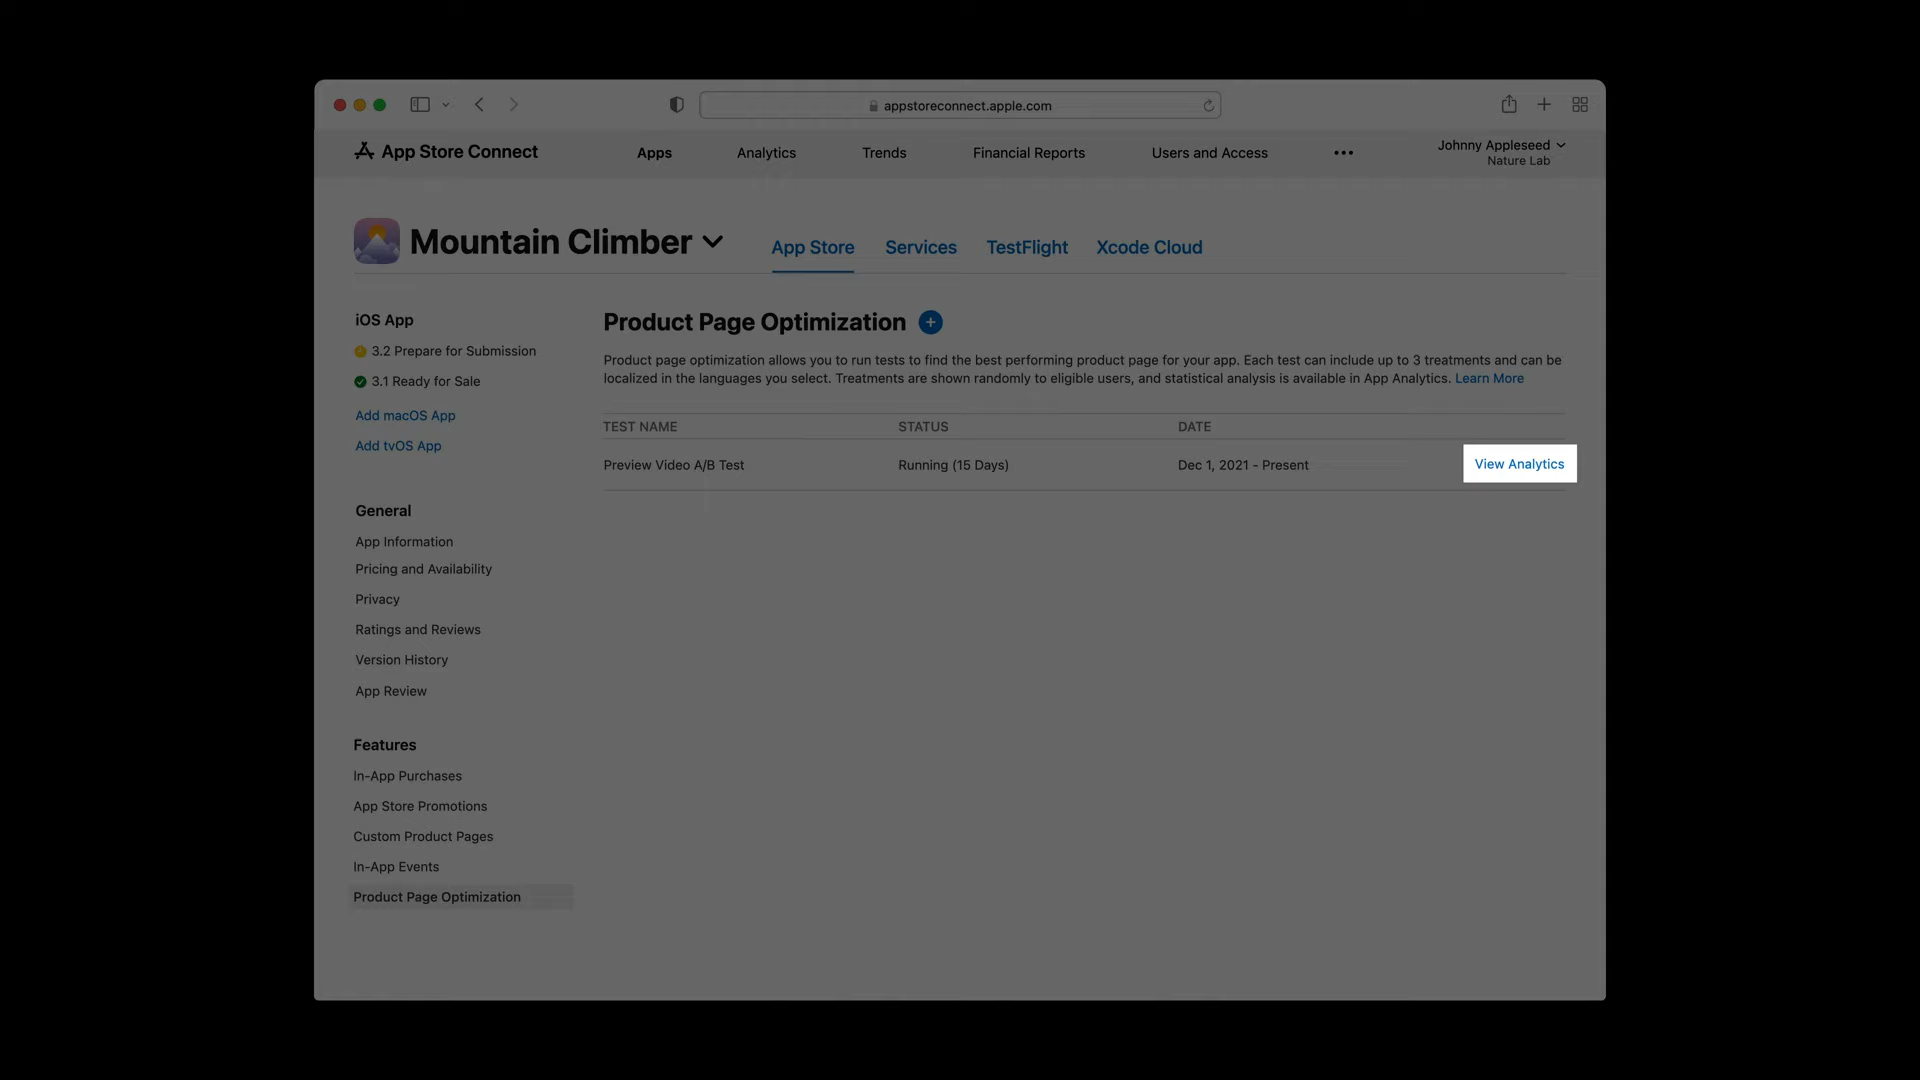 appstoreconnect.apple.com
App Store Connect
Apps
Analytics
Trends
Financial Reports
Users and Access
Johnny Appleseed
Nature Lab
Mountain Climber
App Store
Services
TestFlight
Xcode Cloud
iOS App
3.2 Prepare for Submission
3.1 Ready for Sale
Add macOS App
Add tvOS App
General
App Information
Pricing and Availability
Privacy
Ratings and Reviews
Version History
App Review
Features
In-App Purchases
App Store Promotions
Custom Product Pages
In-App Events
Product Page Optimization
Product Page Optimization
Product page optimization allows you to run tests to find the best performing product page for your app. Each test can include up to 3 treatments and can be
localized in the languages you select. Treatments are shown randomly to eligible users, and statistical analysis is available in App Analytics. Learn More
TEST NAME
STATUS
DATE
Preview Video A/B Test
Running (15 Days)
Dec 1, 2021 - Present
View Analytics